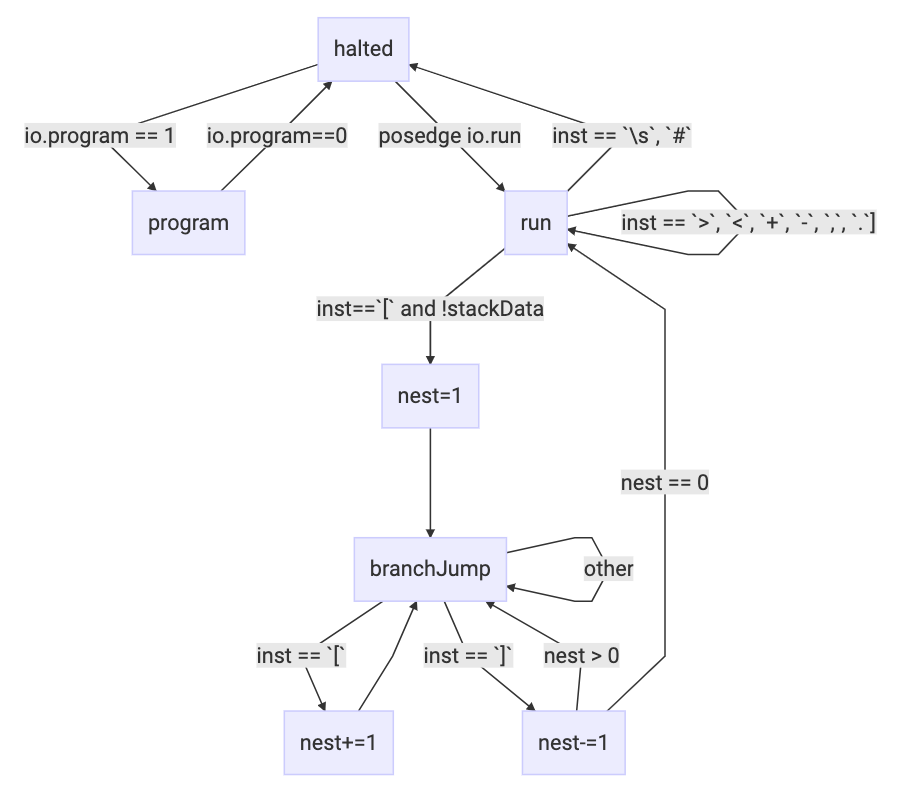 halted
io.program == 1
io.program==0
posedge io.run
inst == `\s`,`#`
program
run
inst == `>`,`<`,`+`,`-`,`,`,`.`]
inst==`[` and !stackData
nest=1
nest == 0
branchJump
other
inst == `[`
inst == `]`
nest > 0
nest+=1
nest-=1